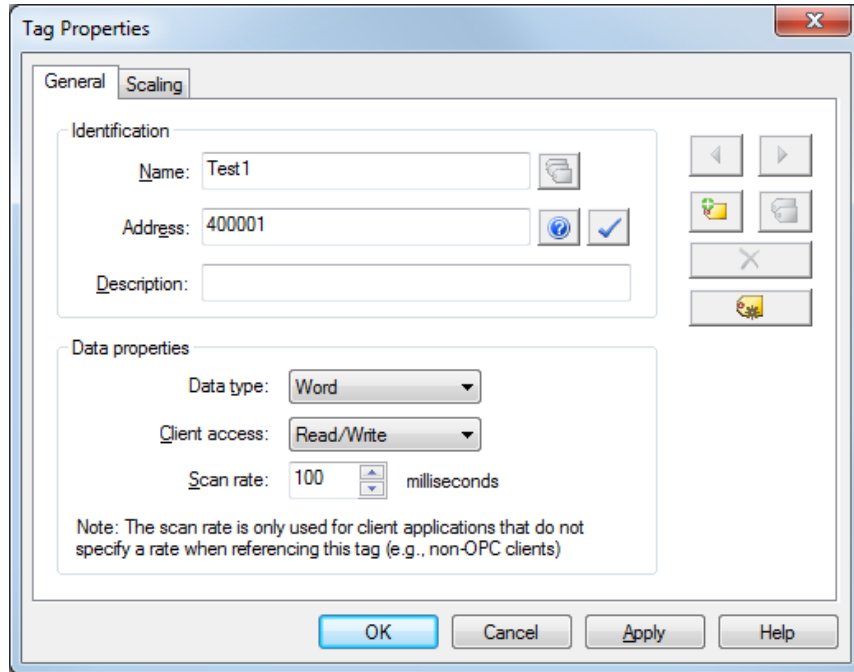 Tag Properties
General Scaling
Identification
Name: Test1
Address: 400001
Description:
Data properties
Data type: Word
Client access: Read/Write
Scan rate: 100 milliseconds
Note: The scan rate is only used for client applications that do not
specify a rate when referencing this tag (e.g., non-OPC clients)
OK Cancel Apply Help